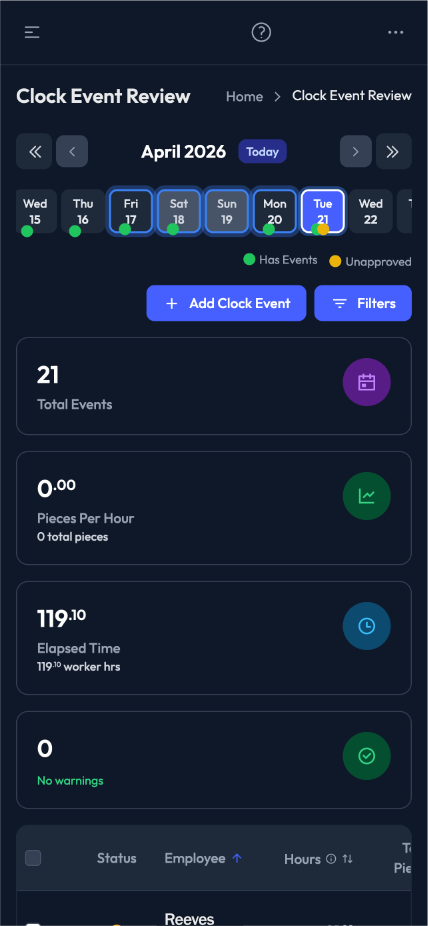 Clock Event Review
Home > Clock Event Review
April 2026 Today
Wed Thu Fri Sat Sun Mon Tue Wed
15 16 17 18 19 20 21 22
Has Events Unapproved
+ Add Clock Event Filters
21
Total Events
0.00
Pieces Per Hour
0 total pieces
119.10
Elapsed Time
119.10 worker hrs
0
No warnings
Status Employee Hours
Reeves